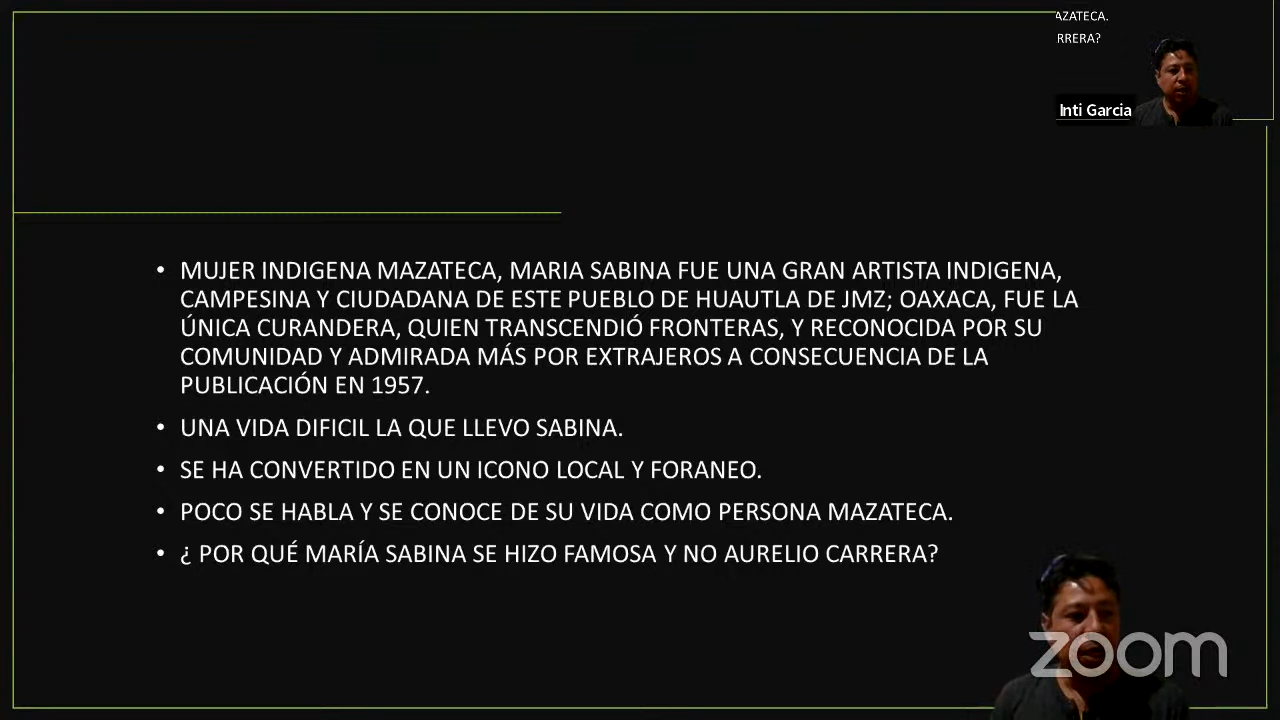 AZATECA.
RRERA?
Inti Garcia
• MUJER INDIGENA MAZATECA, MARIA SABINA FUE UNA GRAN ARTISTA INDIGENA,
CAMPESINA Y CIUDADANA DE ESTE PUEBLO DE HUAUTLA DE JMZ; OAXACA, FUE LA
ÚNICA CURANDERA, QUIEN TRANSCENDIÓ FRONTERAS, Y RECONOCIDA POR SU
COMUNIDAD Y ADMIRADA MÁS POR EXTRAJEROS A CONSECUENCIA DE LA
PUBLICACIÓN EN 1957.
• UNA VIDA DIFICIL LA QUE LLEVO SABINA.
• SE HA CONVERTIDO EN UN ICONO LOCAL Y FORANEO.
• POCO SE HABLA Y SE CONOCE DE SU VIDA COMO PERSONA MAZATECA.
• ¿ POR QUÉ MARÍA SABINA SE HIZO FAMOSA Y NO AURELIO CARRERA?
zoom